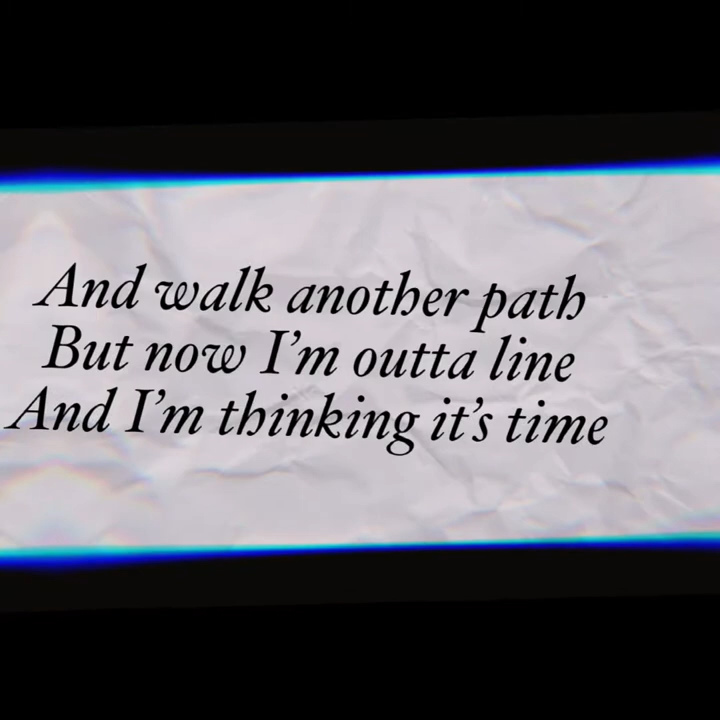 And walk another path
But now I’m outta line
And I’m thinking it’s time